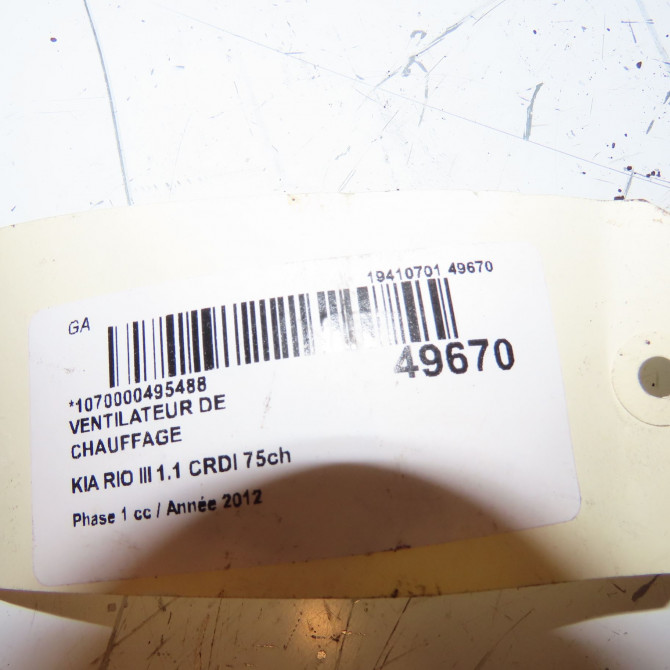 19410701 49670
GA
49670
*1070000495488
VENTILATEUR DE
CHAUFFAGE
KIA RIO III 1.1 CRDI 75ch
Phase 1 cc / Année 2012